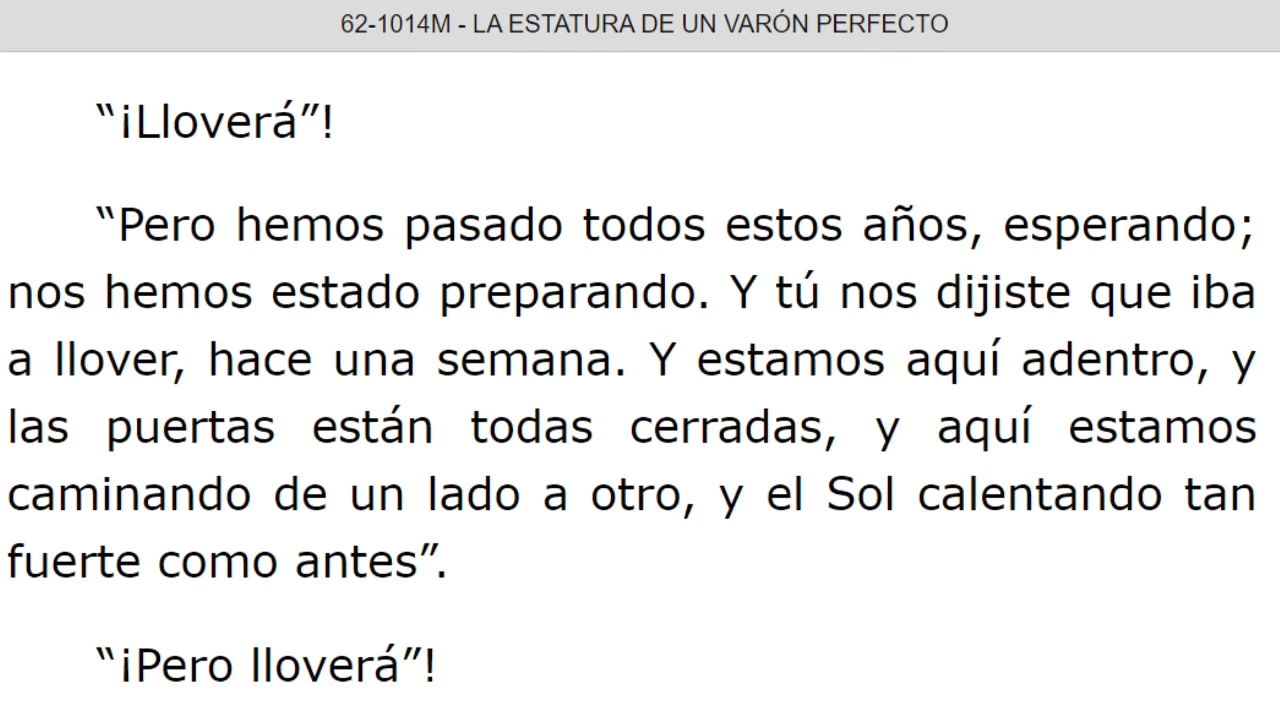 62-1014M - LA ESTATURA DE UN VARÓN PERFECTO
“¡Lloverá”!
“Pero hemos pasado todos estos años, esperando;
nos hemos estado preparando. Y tú nos dijiste que iba
a llover, hace una semana. Y estamos aquí adentro, y
las puertas están todas cerradas, y aquí estamos
caminando de un lado a otro, y el Sol calentando tan
fuerte como antes”.
“¡Pero lloverá”!